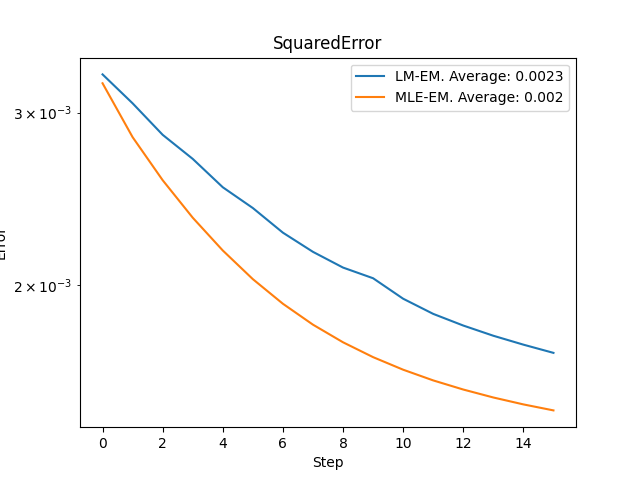 SquaredError
LM-EM. Average: 0.0023
MLE-EM. Average: 0.002
3 × 10⁻³
2 × 10⁻³
Error
0 2 4 6 8 10 12 14
Step